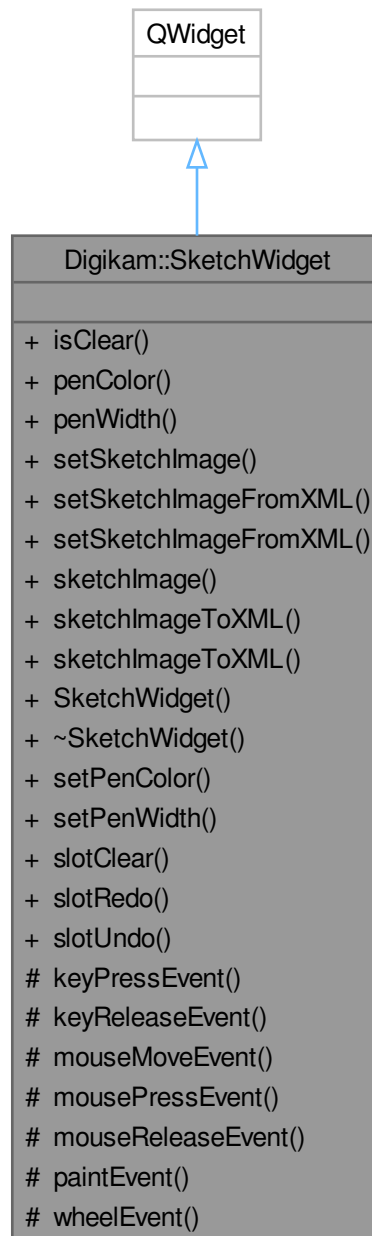 QWidget
Digikam::SketchWidget
+ isClear()
+ penColor()
+ penWidth()
+ setSketchImage()
+ setSketchImageFromXML()
+ setSketchImageFromXML()
+ sketchImage()
+ sketchImageToXML()
+ sketchImageToXML()
+ SketchWidget()
+ ~SketchWidget()
+ setPenColor()
+ setPenWidth()
+ slotClear()
+ slotRedo()
+ slotUndo()
# keyPressEvent()
# keyReleaseEvent()
# mouseMoveEvent()
# mousePressEvent()
# mouseReleaseEvent()
# paintEvent()
# wheelEvent()